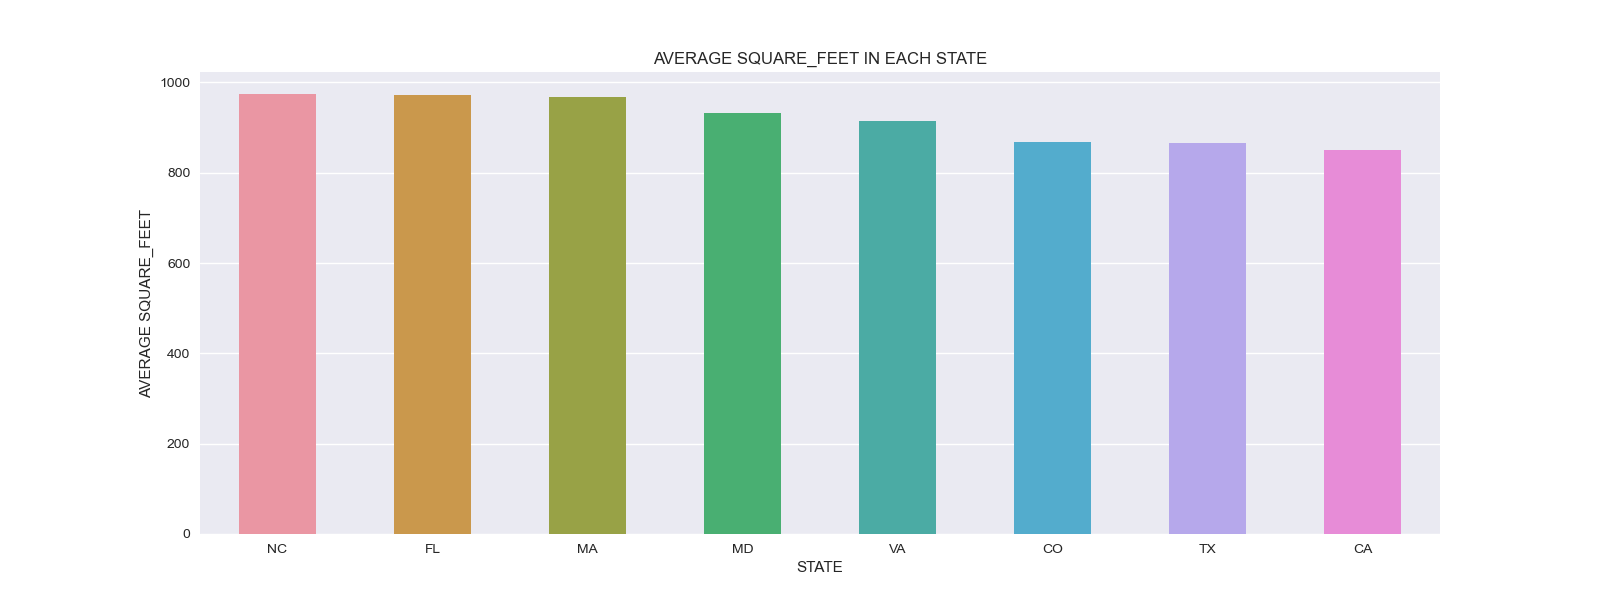 AVERAGE SQUARE_FEET IN EACH STATE
1000
800
600
400
200
0
AVERAGE SQUARE_FEET
NC FL MA MD VA CO TX CA
STATE